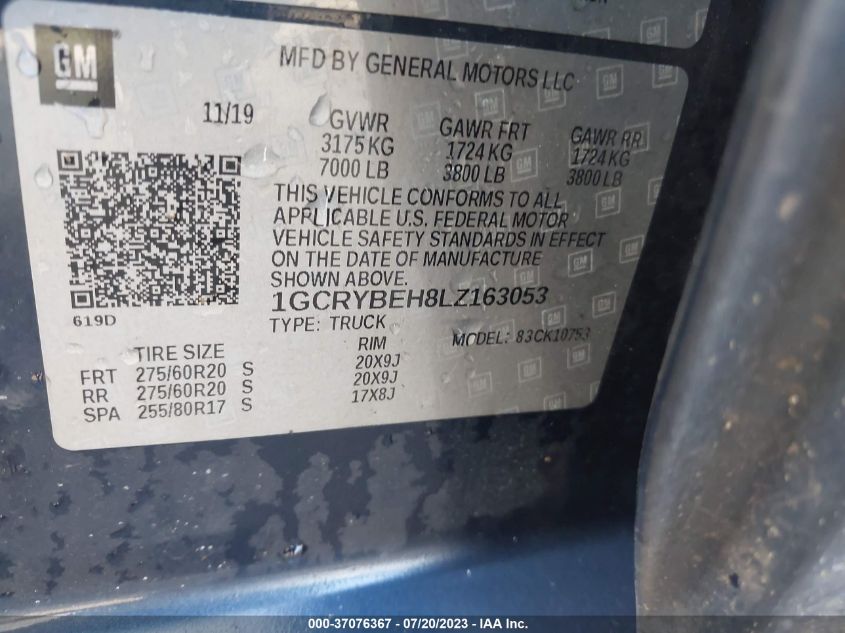 GM
MFD BY GENERAL MOTORS LLC
11/19
GVWR GAWR FRT GAWR RR
3175 KG 1724 KG 1724 KG
7000 LB 3800 LB 3800 LB
THIS VEHICLE CONFORMS TO ALL
APPLICABLE U.S. FEDERAL MOTOR
VEHICLE SAFETY STANDARDS IN EFFECT
ON THE DATE OF MANUFACTURE
SHOWN ABOVE.
1GCRYBEH8LZ163053
619D
TYPE: TRUCK MODEL: 83CK10753
TIRE SIZE RIM
FRT 275/60R20 S 20X9J
RR 275/60R20 S 20X9J
SPA 255/80R17 S 17X8J
000-37076367 / 07/20/2023 - IAA Inc.